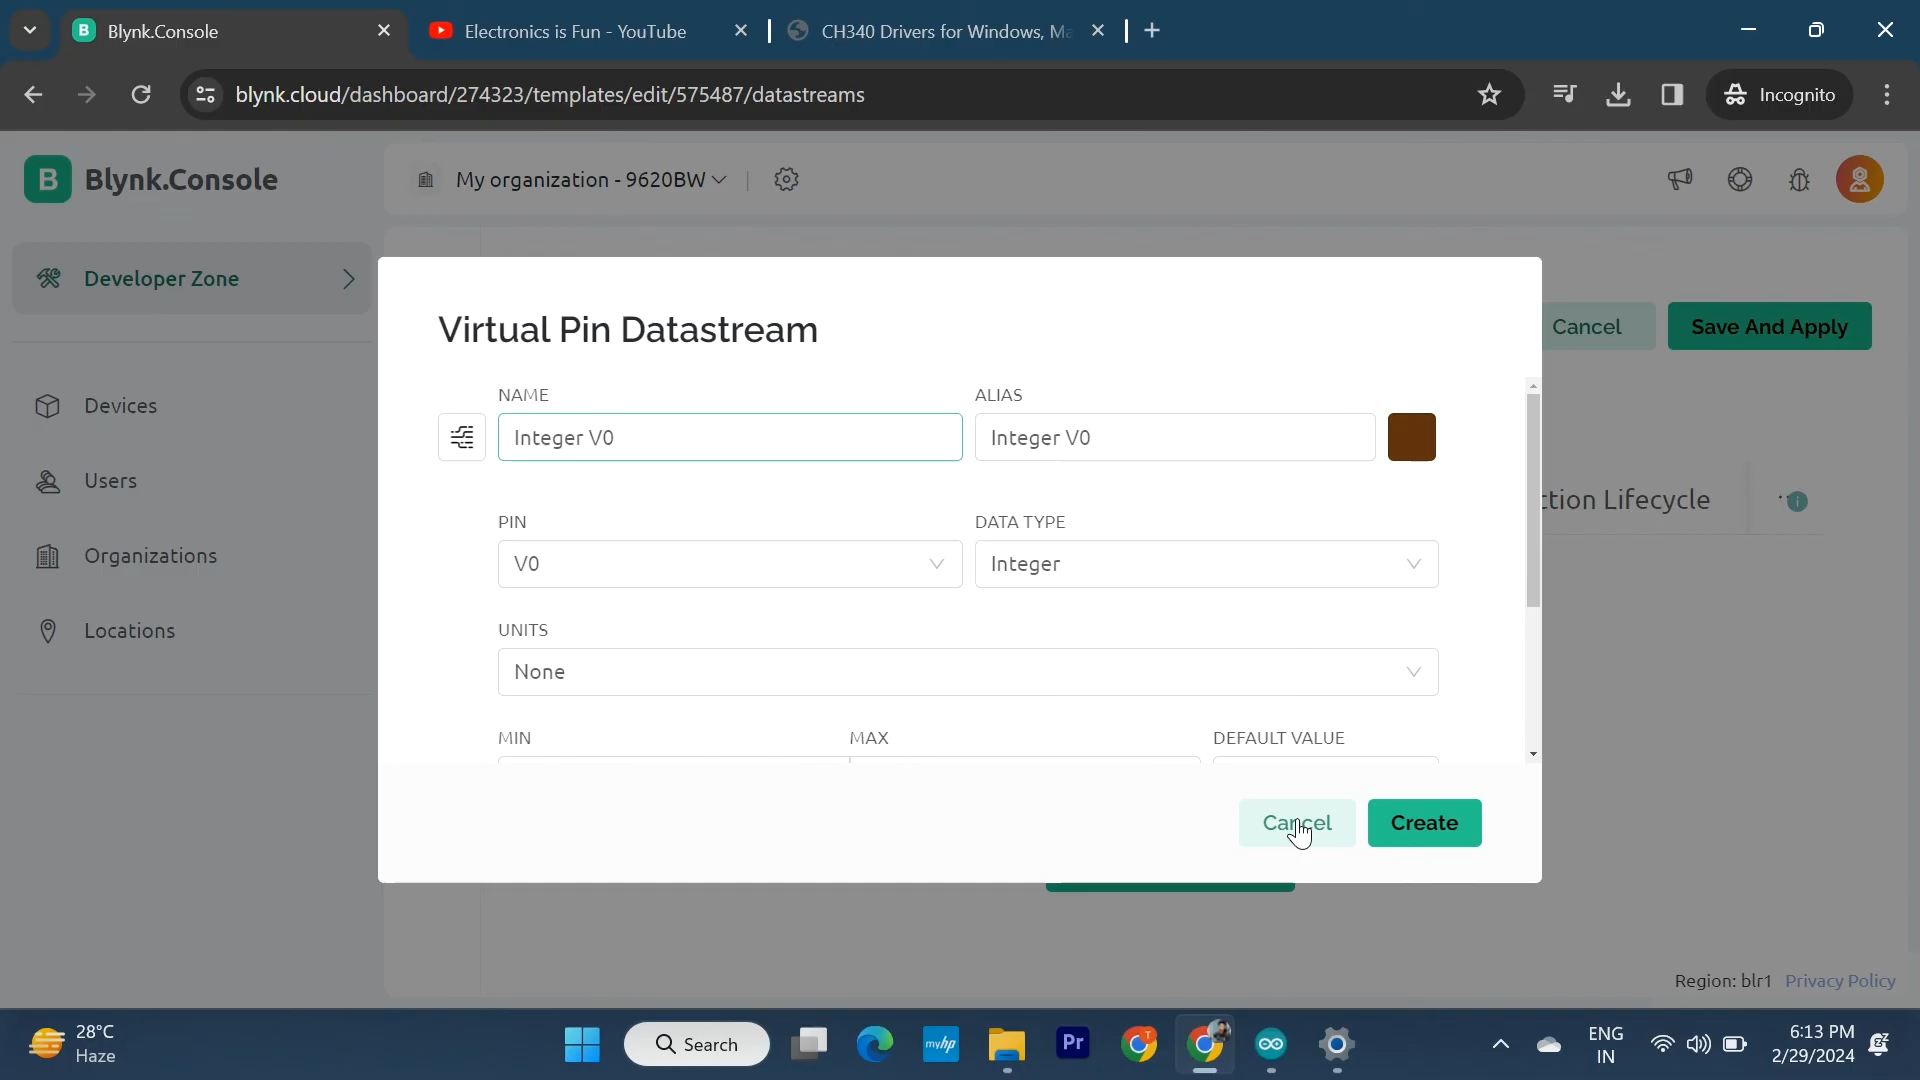 B Blynk.Console
Electronics is Fun - YouTube
CH340 Drivers for Windows, Ma
blynk.cloud/dashboard/274323/templates/edit/575487/datastreams
Incognito
B Blynk.Console
My organization - 9620BW
Developer Zone
Cancel
Save And Apply
Devices
Users
Organizations
Locations
ction Lifecycle
Virtual Pin Datastream
NAME
ALIAS
Integer V0
Integer V0
PIN
DATA TYPE
V0
Integer
UNITS
None
MIN
MAX
DEFAULT VALUE
Cancel
Create
Region: blr1 Privacy Policy
28°C
Haze
Search
myhp
Pr
T
ENG
IN
6:13 PM
2/29/2024